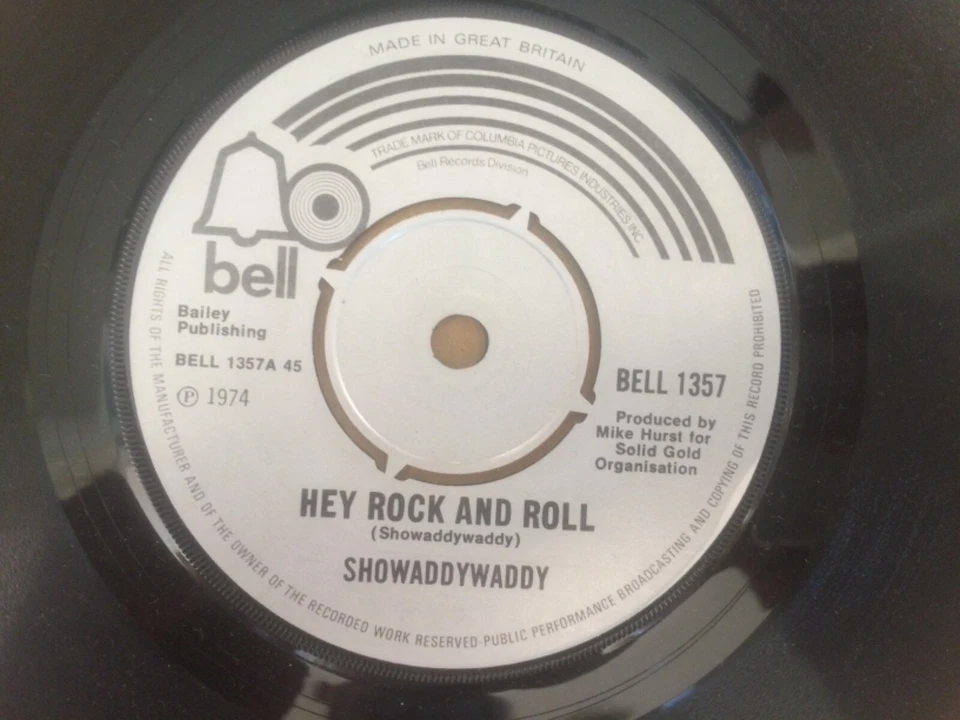 MADE IN GREAT BRITAIN
TRADE MARK OF COLUMBIA PICTURES INDUSTRIES INC.
Bell Records Division
bell
Bailey
Publishing
BELL 1357A 45
℗ 1974
BELL 1357
Produced by
Mike Hurst for
Solid Gold
Organisation
HEY ROCK AND ROLL
(Showaddywaddy)
SHOWADDYWADDY
ALL RIGHTS OF THE MANUFACTURER AND OF THE OWNER OF THE RECORDED WORK RESERVED-PUBLIC PERFORMANCE BROADCASTING AND COPYING OF THIS RECORD PROHIBITED